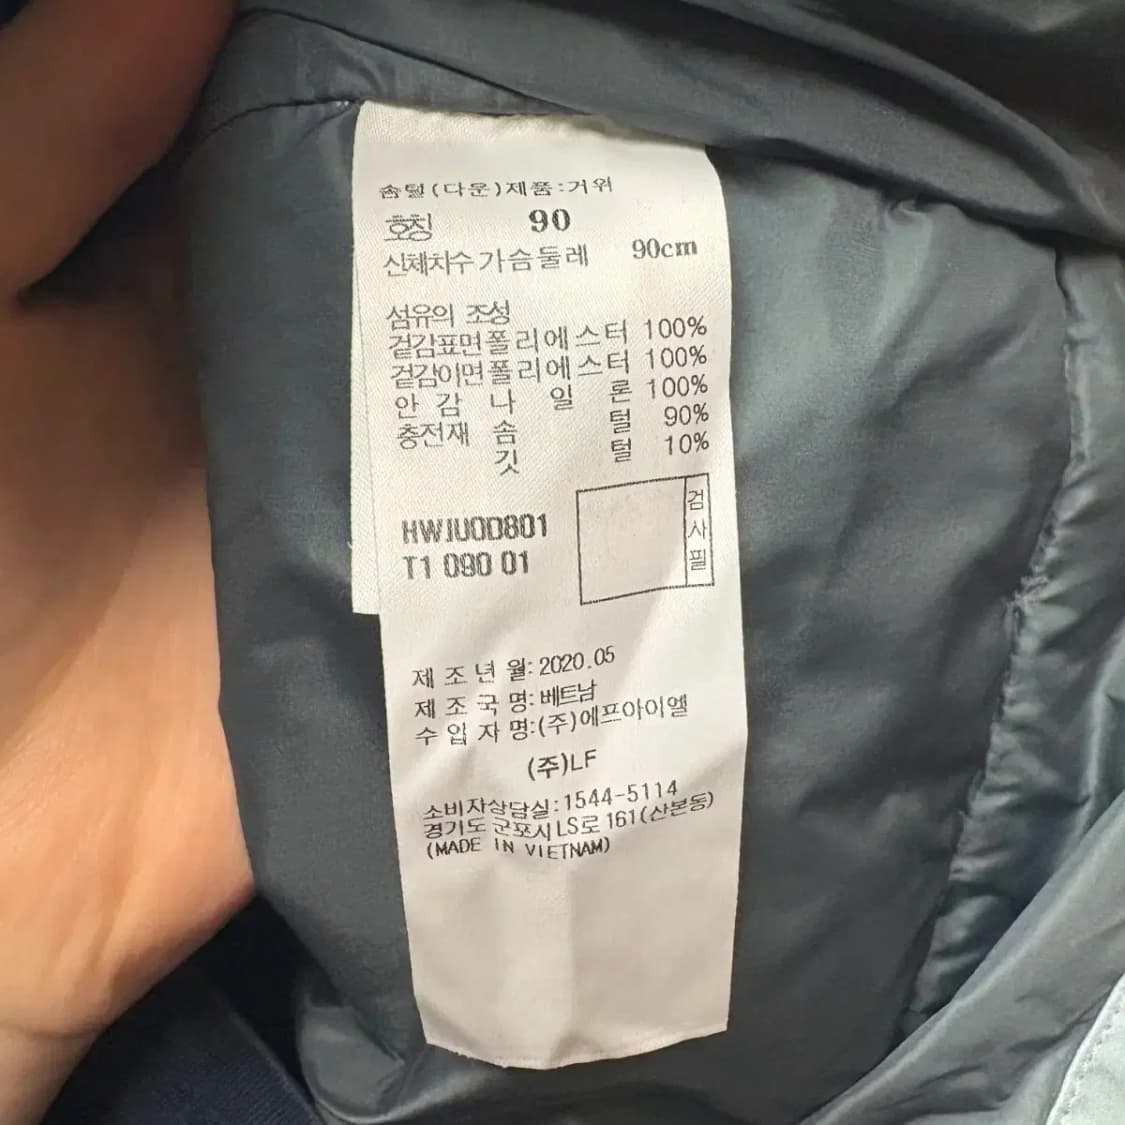 솜털(다운)제품:거위
호칭 90
신체치수 가슴둘레 90cm
섬유의 조성
겉감표면 폴리에스터 100%
겉감이면 폴리에스터 100%
안감 나일론 100%
충전재 솜털 90%
깃털 10%
검사필
HWJU0D801
T1 090 01
제조년월: 2020.05
제조국명: 베트남
수입자명:(주)에프아이엘
(주)LF
소비자상담실:1544-5114
경기도 군포시 LS로 161(산본동)
(MADE IN VIETNAM)